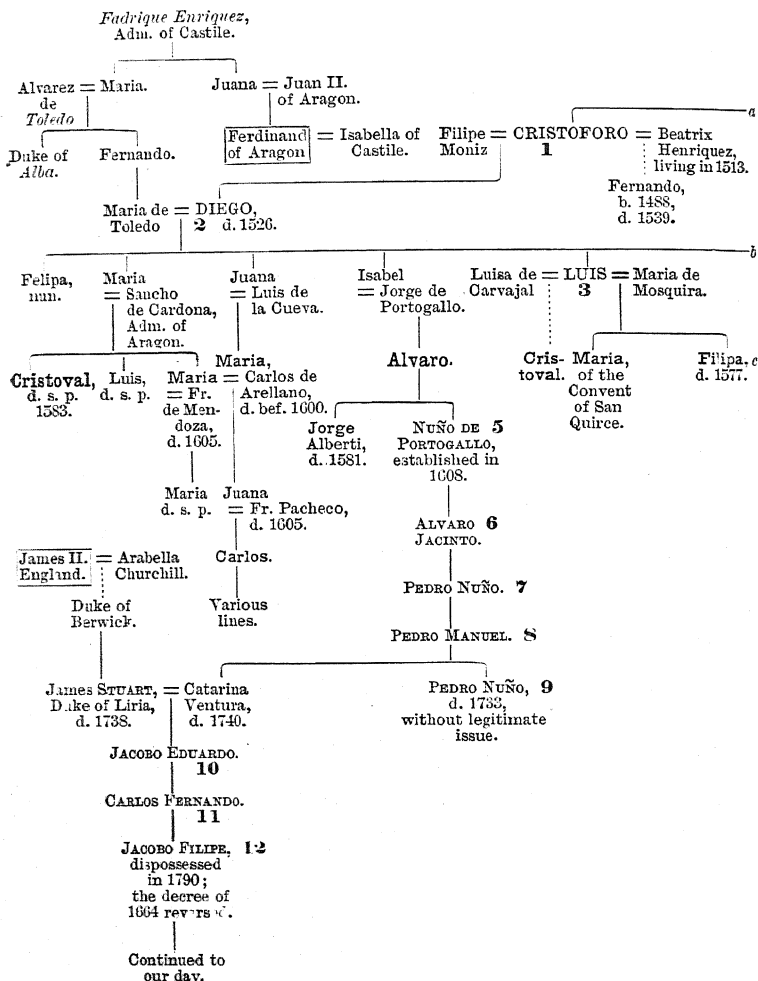 Fadrique Enriquez,
Adm. of Castile.
Alvarez = Maria.
de
Toledo
Juana = Juan II.
of Aragon.
a
Duke of
Alba.
Fernando.
Ferdinand
of Aragon
= Isabella of
Castile.
Filipe = CRISTOFORO = Beatrix
Moniz 1 Henriquez,
living in 1513.
Fernando,
b. 1488,
d. 1539.
Maria de = DIEGO,
Toledo 2 d. 1526.
b
Felipa,
nun.
Maria
= Sancho
de Cardona,
Adm. of
Aragon.
Juana
= Luis de
la Cueva.
Isabel
= Jorge de
Portogallo.
Luisa de = LUIS = Maria de
Carvajal 3 Mosquira.
Cristoval,
d. s. p.
1583.
Luis,
d. s. p.
Maria
= Fr.
de Men-
doza,
d. 1605.
Maria,
= Carlos de
Arellano,
d. bef. 1600.
Alvaro.
Cris-
toval.
Maria,
of the
Convent
of San
Quirce.
Filipa, c
d. 1577.
Jorge
Alberti,
d. 1581.
NUÑO DE 5
PORTOGALLO,
established in
1608.
Maria
d. s. p.
Juana
= Fr. Pacheco,
d. 1605.
ALVARO 6
JACINTO.
James II.
England.
= Arabella
Churchill.
Carlos.
PEDRO NUÑO. 7
Duke of
Berwick.
Various
lines.
PEDRO MANUEL. 8
James STUART, = Catarina
Duke of Liria, Ventura,
d. 1738. d. 1740.
PEDRO NUÑO, 9
d. 1733,
without legitimate
issue.
JACOBO EDUARDO.
10
CARLOS FERNANDO.
11
JACOBO FILIPE, 12
dispossessed
in 1790;
the decree of
1664 reversed.
Continued to
our day.